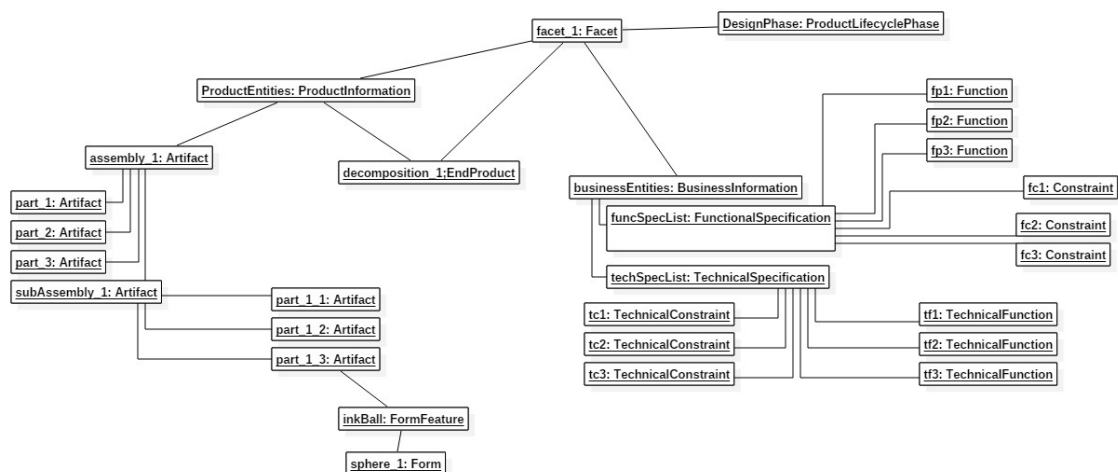 facet_1: Facet
DesignPhase: ProductLifecyclePhase
ProductEntities: ProductInformation
fp1: Function
fp2: Function
fp3: Function
assembly_1: Artifact
decomposition_1;EndProduct
businessEntities: BusinessInformation
fc1: Constraint
part_1: Artifact
funcSpecList: FunctionalSpecification
fc2: Constraint
part_2: Artifact
fc3: Constraint
part_3: Artifact
techSpecList: TechnicalSpecification
subAssembly_1: Artifact
part_1_1: Artifact
tc1: TechnicalConstraint
tf1: TechnicalFunction
part_1_2: Artifact
tc2: TechnicalConstraint
tf2: TechnicalFunction
part_1_3: Artifact
tc3: TechnicalConstraint
tf3: TechnicalFunction
inkBall: FormFeature
sphere_1: Form